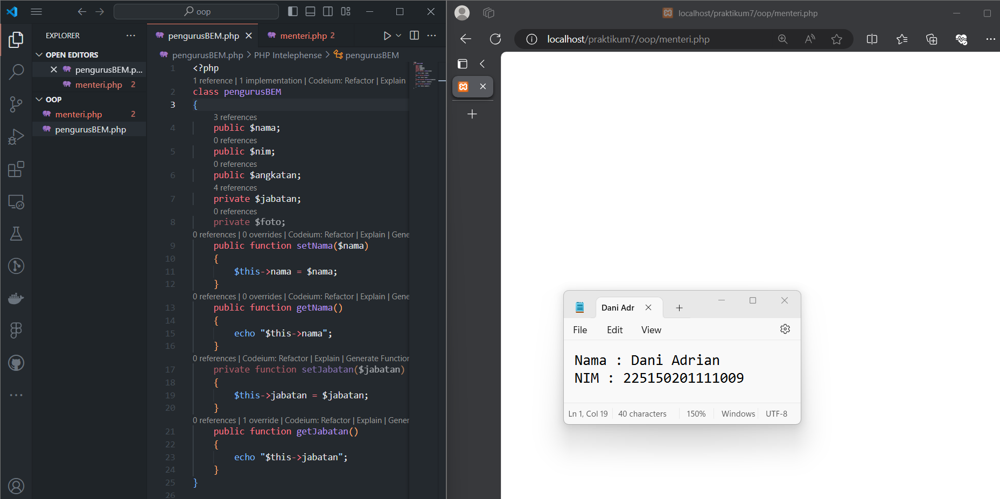 oop
EXPLORER
OPEN EDITORS
pengurusBEM.p...
menteri.php 2
OOP
menteri.php 2
pengurusBEM.php
pengurusBEM.php menteri.php 2
pengurusBEM.php > PHP Intelephense > pengurusBEM
1 <?php
1 reference | 1 implementation | Codeium: Refactor | Explain
2 class pengurusBEM
3 {
3 references
4 public $nama;
0 references
5 public $nim;
0 references
6 public $angkatan;
4 references
7 private $jabatan;
0 references
8 private $foto;
0 references | 0 overrides | Codeium: Refactor | Explain | Gene
9 public function setNama($nama)
10 {
11 $this->nama = $nama;
12 }
0 references | 0 overrides | Codeium: Refactor | Explain | Gene
13 public function getNama()
14 {
15 echo "$this->nama";
16 }
0 references | Codeium: Refactor | Explain | Generate Function
17 private function setJabatan($jabatan)
18 {
19 $this->jabatan = $jabatan;
20 }
0 references | 1 override | Codeium: Refactor | Explain | Gener
21 public function getJabatan()
22 {
23 echo "$this->jabatan";
24 }
25 }
26
localhost/praktikum7/oop/menteri.php
localhost/praktikum7/oop/menteri.php
Dani Adr
File Edit View
Nama : Dani Adrian
NIM : 225150201111009
Ln 1, Col 19 40 characters 150% Windows UTF-8